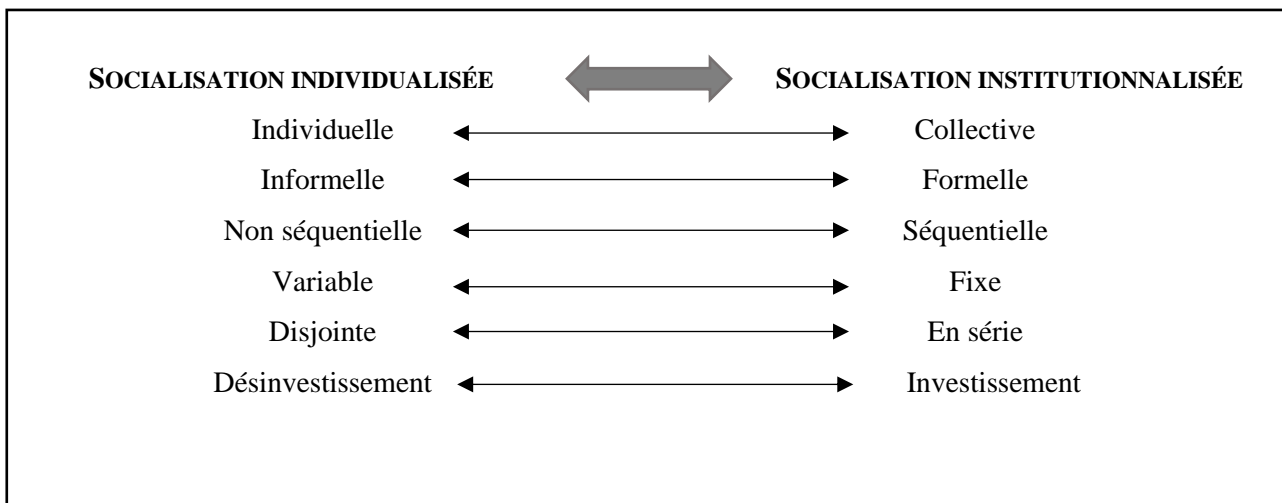 SOCIALISATION INDIVIDUALISÉE SOCIALISATION INSTITUTIONNALISÉE
Individuelle Collective
Informelle Formelle
Non séquentielle Séquentielle
Variable Fixe
Disjointe En série
Désinvestissement Investissement